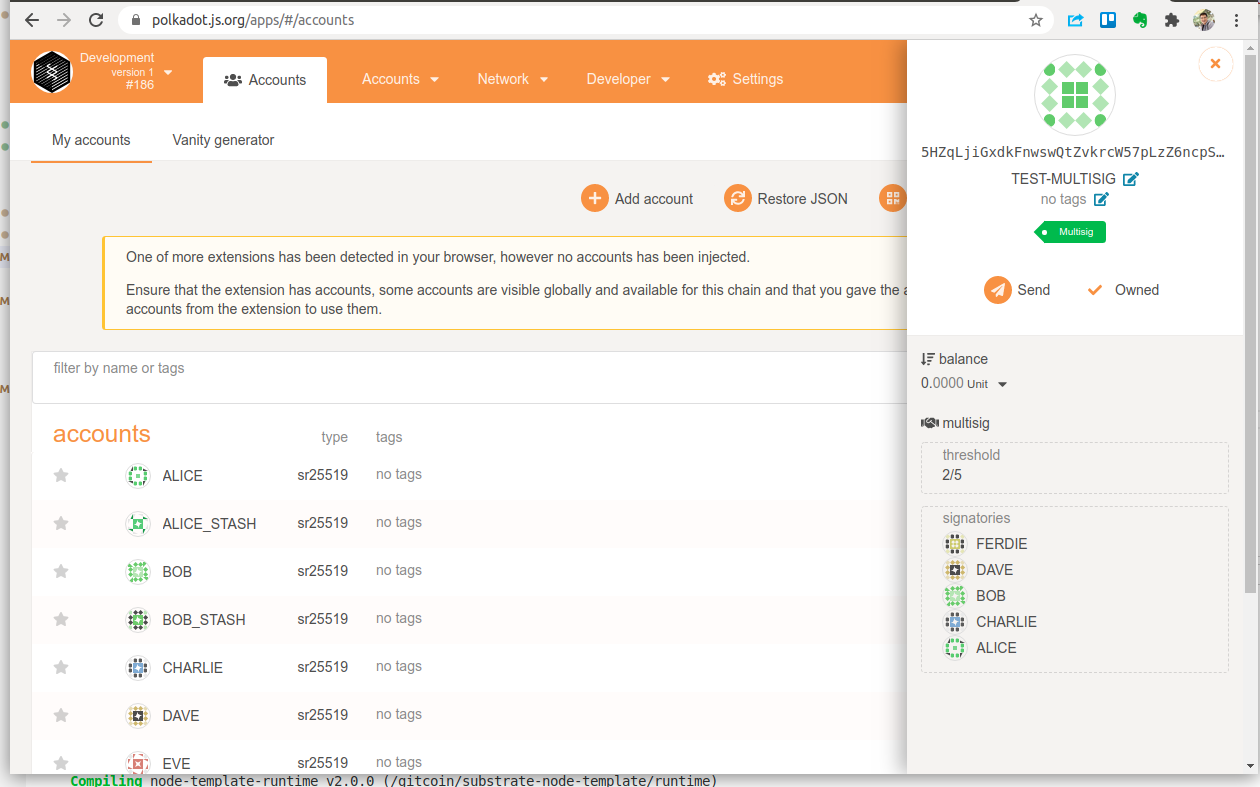 polkadot.js.org/apps/#/accounts
Development
version 1
#186
Accounts
Accounts
Network
Developer
Settings
My accounts
Vanity generator
Add account
Restore JSON
One of more extensions has been detected in your browser, however no accounts has been injected.
Ensure that the extension has accounts, some accounts are visible globally and available for this chain and that you gave the a
accounts from the extension to use them.
filter by name or tags
accounts type tags
ALICE sr25519 no tags
ALICE_STASH sr25519 no tags
BOB sr25519 no tags
BOB_STASH sr25519 no tags
CHARLIE sr25519 no tags
DAVE sr25519 no tags
EVE sr25519 no tags
5HZqLjiGxdkFnwswQtZvkrcW57pLzZ6ncpS…
TEST-MULTISIG
no tags
Multisig
Send
Owned
balance
0.0000 Unit
multisig
threshold
2/5
signatories
FERDIE
DAVE
BOB
CHARLIE
ALICE
M
M
M
Compiling node-template-runtime v2.0.0 (/gitcoin/substrate-node-template/runtime)